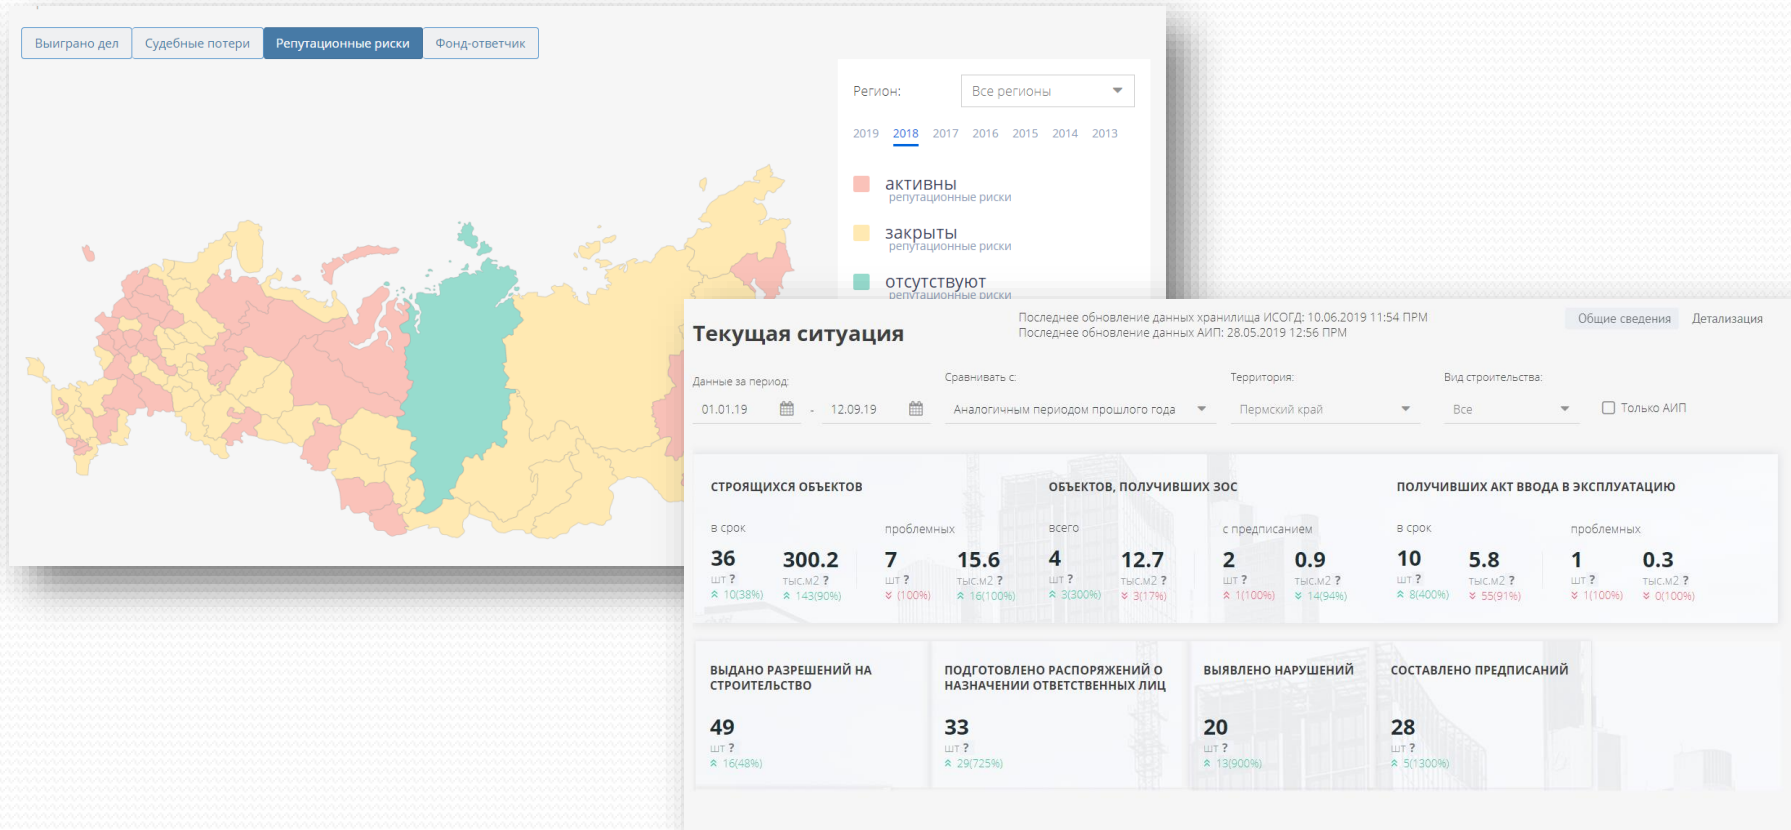 Выиграно дел
Судебные потери
Репутационные риски
Фонд-ответчик
Регион:
Все регионы
2019 2018 2017 2016 2015 2014 2013
активны
репутационные риски
закрыты
репутационные риски
отсутствуют
репутационные риски
Текущая ситуация
Последнее обновление данных хранилища ИСОГД: 10.06.2019 11:54 ПРМ
Последнее обновление данных АИП: 28.05.2019 12:56 ПРМ
Общие сведения
Детализация
Данные за период:
01.01.19 - 12.09.19
Сравнивать с:
Аналогичным периодом прошлого года
Территория:
Пермский край
Вид строительства:
Все
Только АИП
СТРОЯЩИХСЯ ОБЪЕКТОВ
в срок
36
шт ?
10(38%)
300.2
тыс.м2 ?
143(90%)
проблемных
7
шт ?
(100%)
15.6
тыс.м2 ?
16(100%)
ОБЪЕКТОВ, ПОЛУЧИВШИХ ЗОС
всего
4
шт ?
3(300%)
12.7
тыс.м2 ?
3(17%)
с предписанием
2
шт ?
1(100%)
0.9
тыс.м2 ?
14(94%)
ПОЛУЧИВШИХ АКТ ВВОДА В ЭКСПЛУАТАЦИЮ
в срок
10
шт ?
8(400%)
5.8
тыс.м2 ?
55(91%)
проблемных
1
шт ?
1(100%)
0.3
тыс.м2 ?
0(100%)
ВЫДАНО РАЗРЕШЕНИЙ НА
СТРОИТЕЛЬСТВО
49
шт ?
16(48%)
ПОДГОТОВЛЕНО РАСПОРЯЖЕНИЙ О
НАЗНАЧЕНИИ ОТВЕТСТВЕННЫХ ЛИЦ
33
шт ?
29(725%)
ВЫЯВЛЕНО НАРУШЕНИЙ
20
шт ?
13(900%)
СОСТАВЛЕНО ПРЕДПИСАНИЙ
28
шт ?
5(1300%)